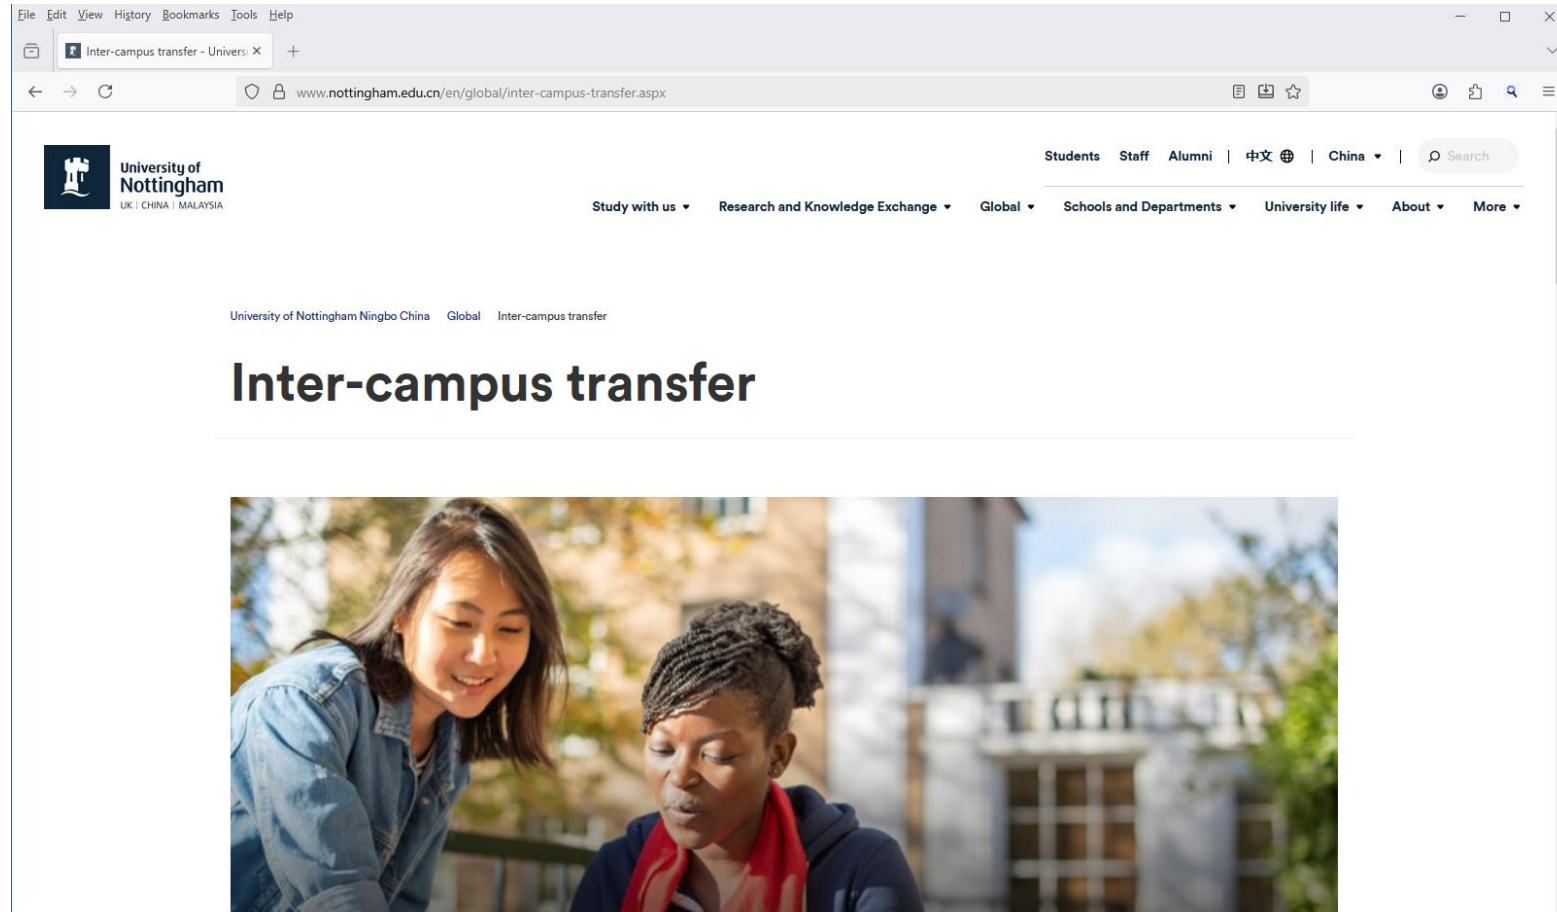 File Edit View History Bookmarks Tools Help
Inter-campus transfer - Universi
www.nottingham.edu.cn/en/global/inter-campus-transfer.aspx
University of
Nottingham
UK | CHINA | MALAYSIA
Students Staff Alumni | 中文 | China | Search
Study with us Research and Knowledge Exchange Global Schools and Departments University life About More
University of Nottingham Ningbo China Global Inter-campus transfer
Inter-campus transfer